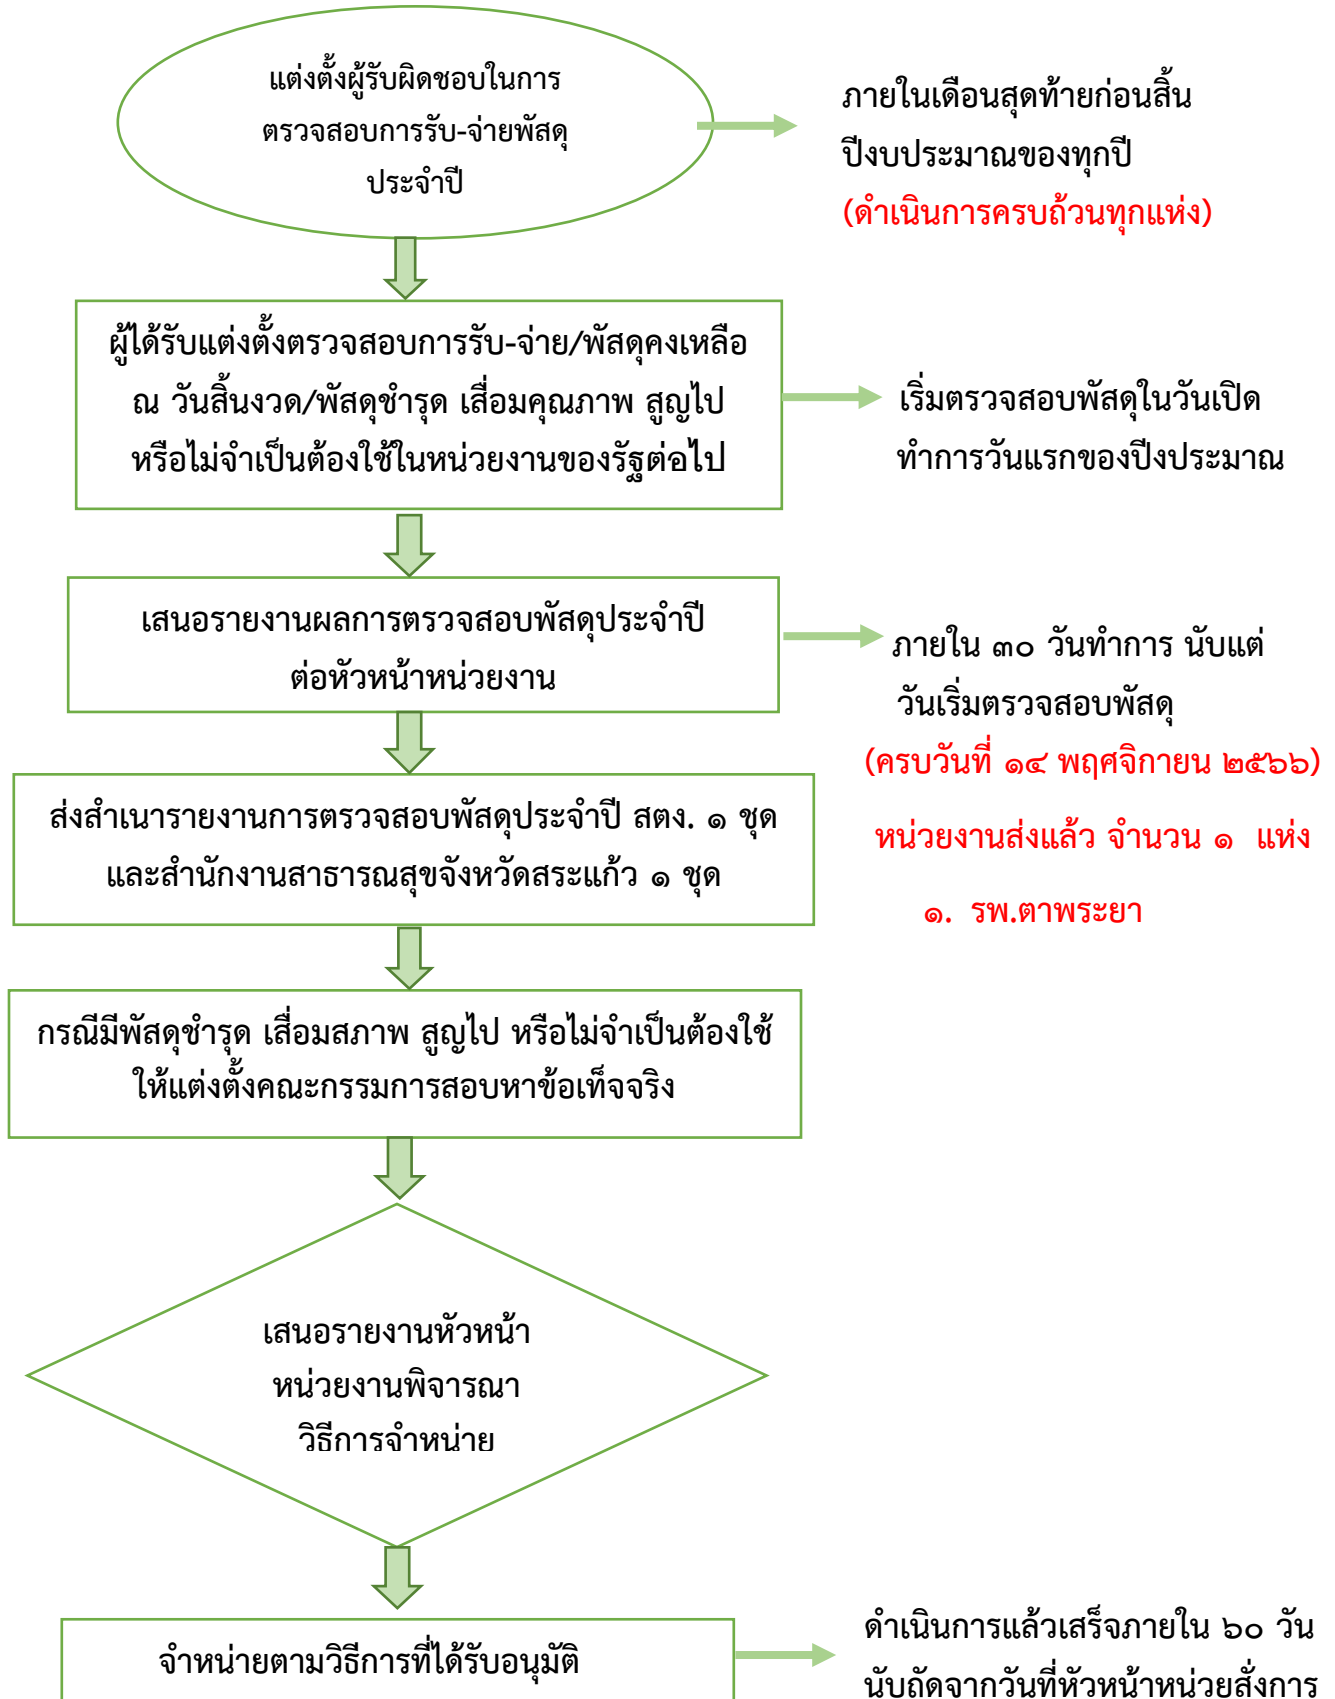 แต่งตั้งผู้รับผิดชอบในการ
ตรวจสอบการรับ-จ่ายพัสดุ
ประจำปี
ภายในเดือนสุดท้ายก่อนสิ้น
ปีงบประมาณของทุกปี
(ดำเนินการครบถ้วนทุกแห่ง)
ผู้ได้รับแต่งตั้งตรวจสอบการรับ-จ่าย/พัสดุคงเหลือ
ณ วันสิ้นงวด/พัสดุชำรุด เสื่อมคุณภาพ สูญไป
หรือไม่จำเป็นต้องใช้ในหน่วยงานของรัฐต่อไป
เริ่มตรวจสอบพัสดุในวันเปิด
ทำการวันแรกของปีงประมาณ
เสนอรายงานผลการตรวจสอบพัสดุประจำปี
ต่อหัวหน้าหน่วยงาน
ภายใน ๓๐ วันทำการ นับแต่
วันเริ่มตรวจสอบพัสดุ
(ครบวันที่ ๑๔ พฤศจิกายน ๒๕๖๖)
หน่วยงานส่งแล้ว จำนวน ๑ แห่ง
๑. รพ.ตาพระยา
ส่งสำเนารายงานการตรวจสอบพัสดุประจำปี สตง. ๑ ชุด
และสำนักงานสาธารณสุขจังหวัดสระแก้ว ๑ ชุด
กรณีมีพัสดุชำรุด เสื่อมสภาพ สูญไป หรือไม่จำเป็นต้องใช้
ให้แต่งตั้งคณะกรรมการสอบหาข้อเท็จจริง
เสนอรายงานหัวหน้า
หน่วยงานพิจารณา
วิธีการจำหน่าย
จำหน่ายตามวิธีการที่ได้รับอนุมัติ
ดำเนินการแล้วเสร็จภายใน ๖๐ วัน
นับถัดจากวันที่หัวหน้าหน่วยสั่งการ